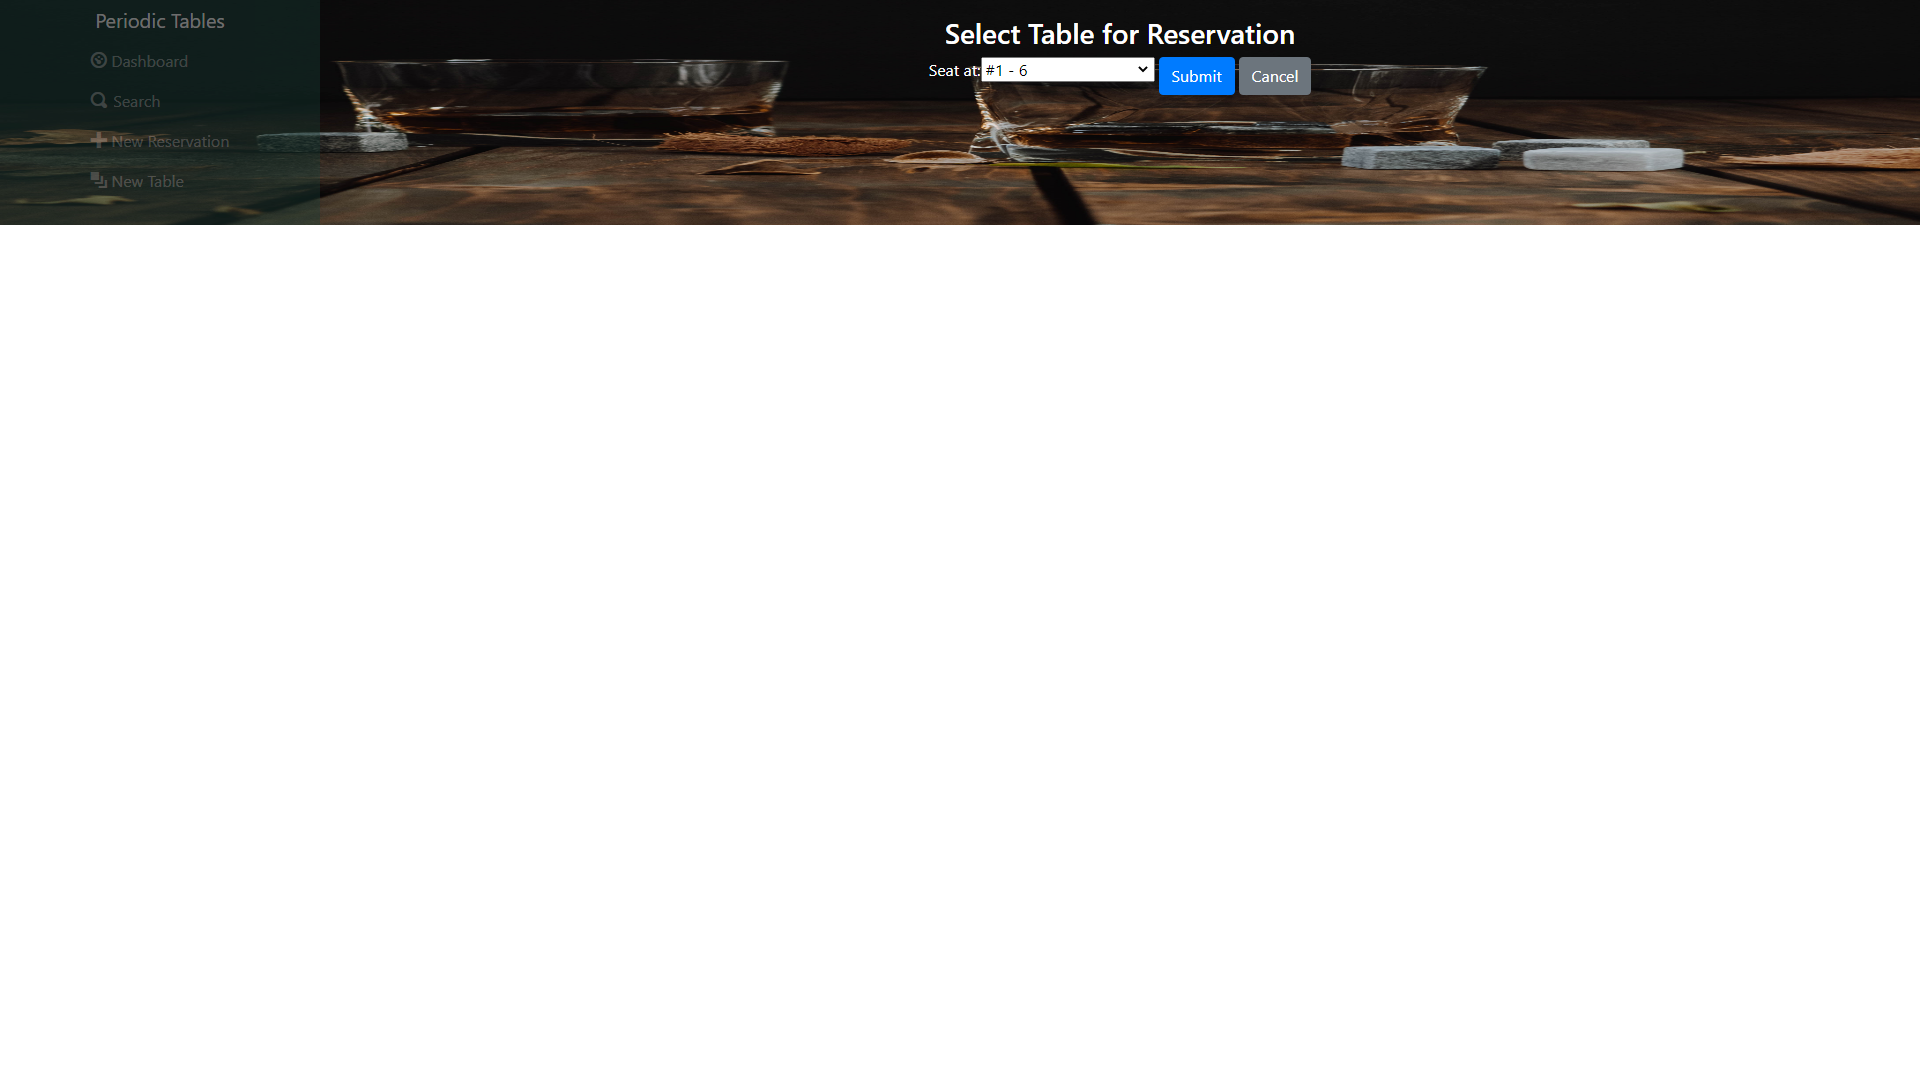 Periodic Tables
Dashboard
Search
New Reservation
New Table
Select Table for Reservation
Seat at: #1 - 6 Submit Cancel